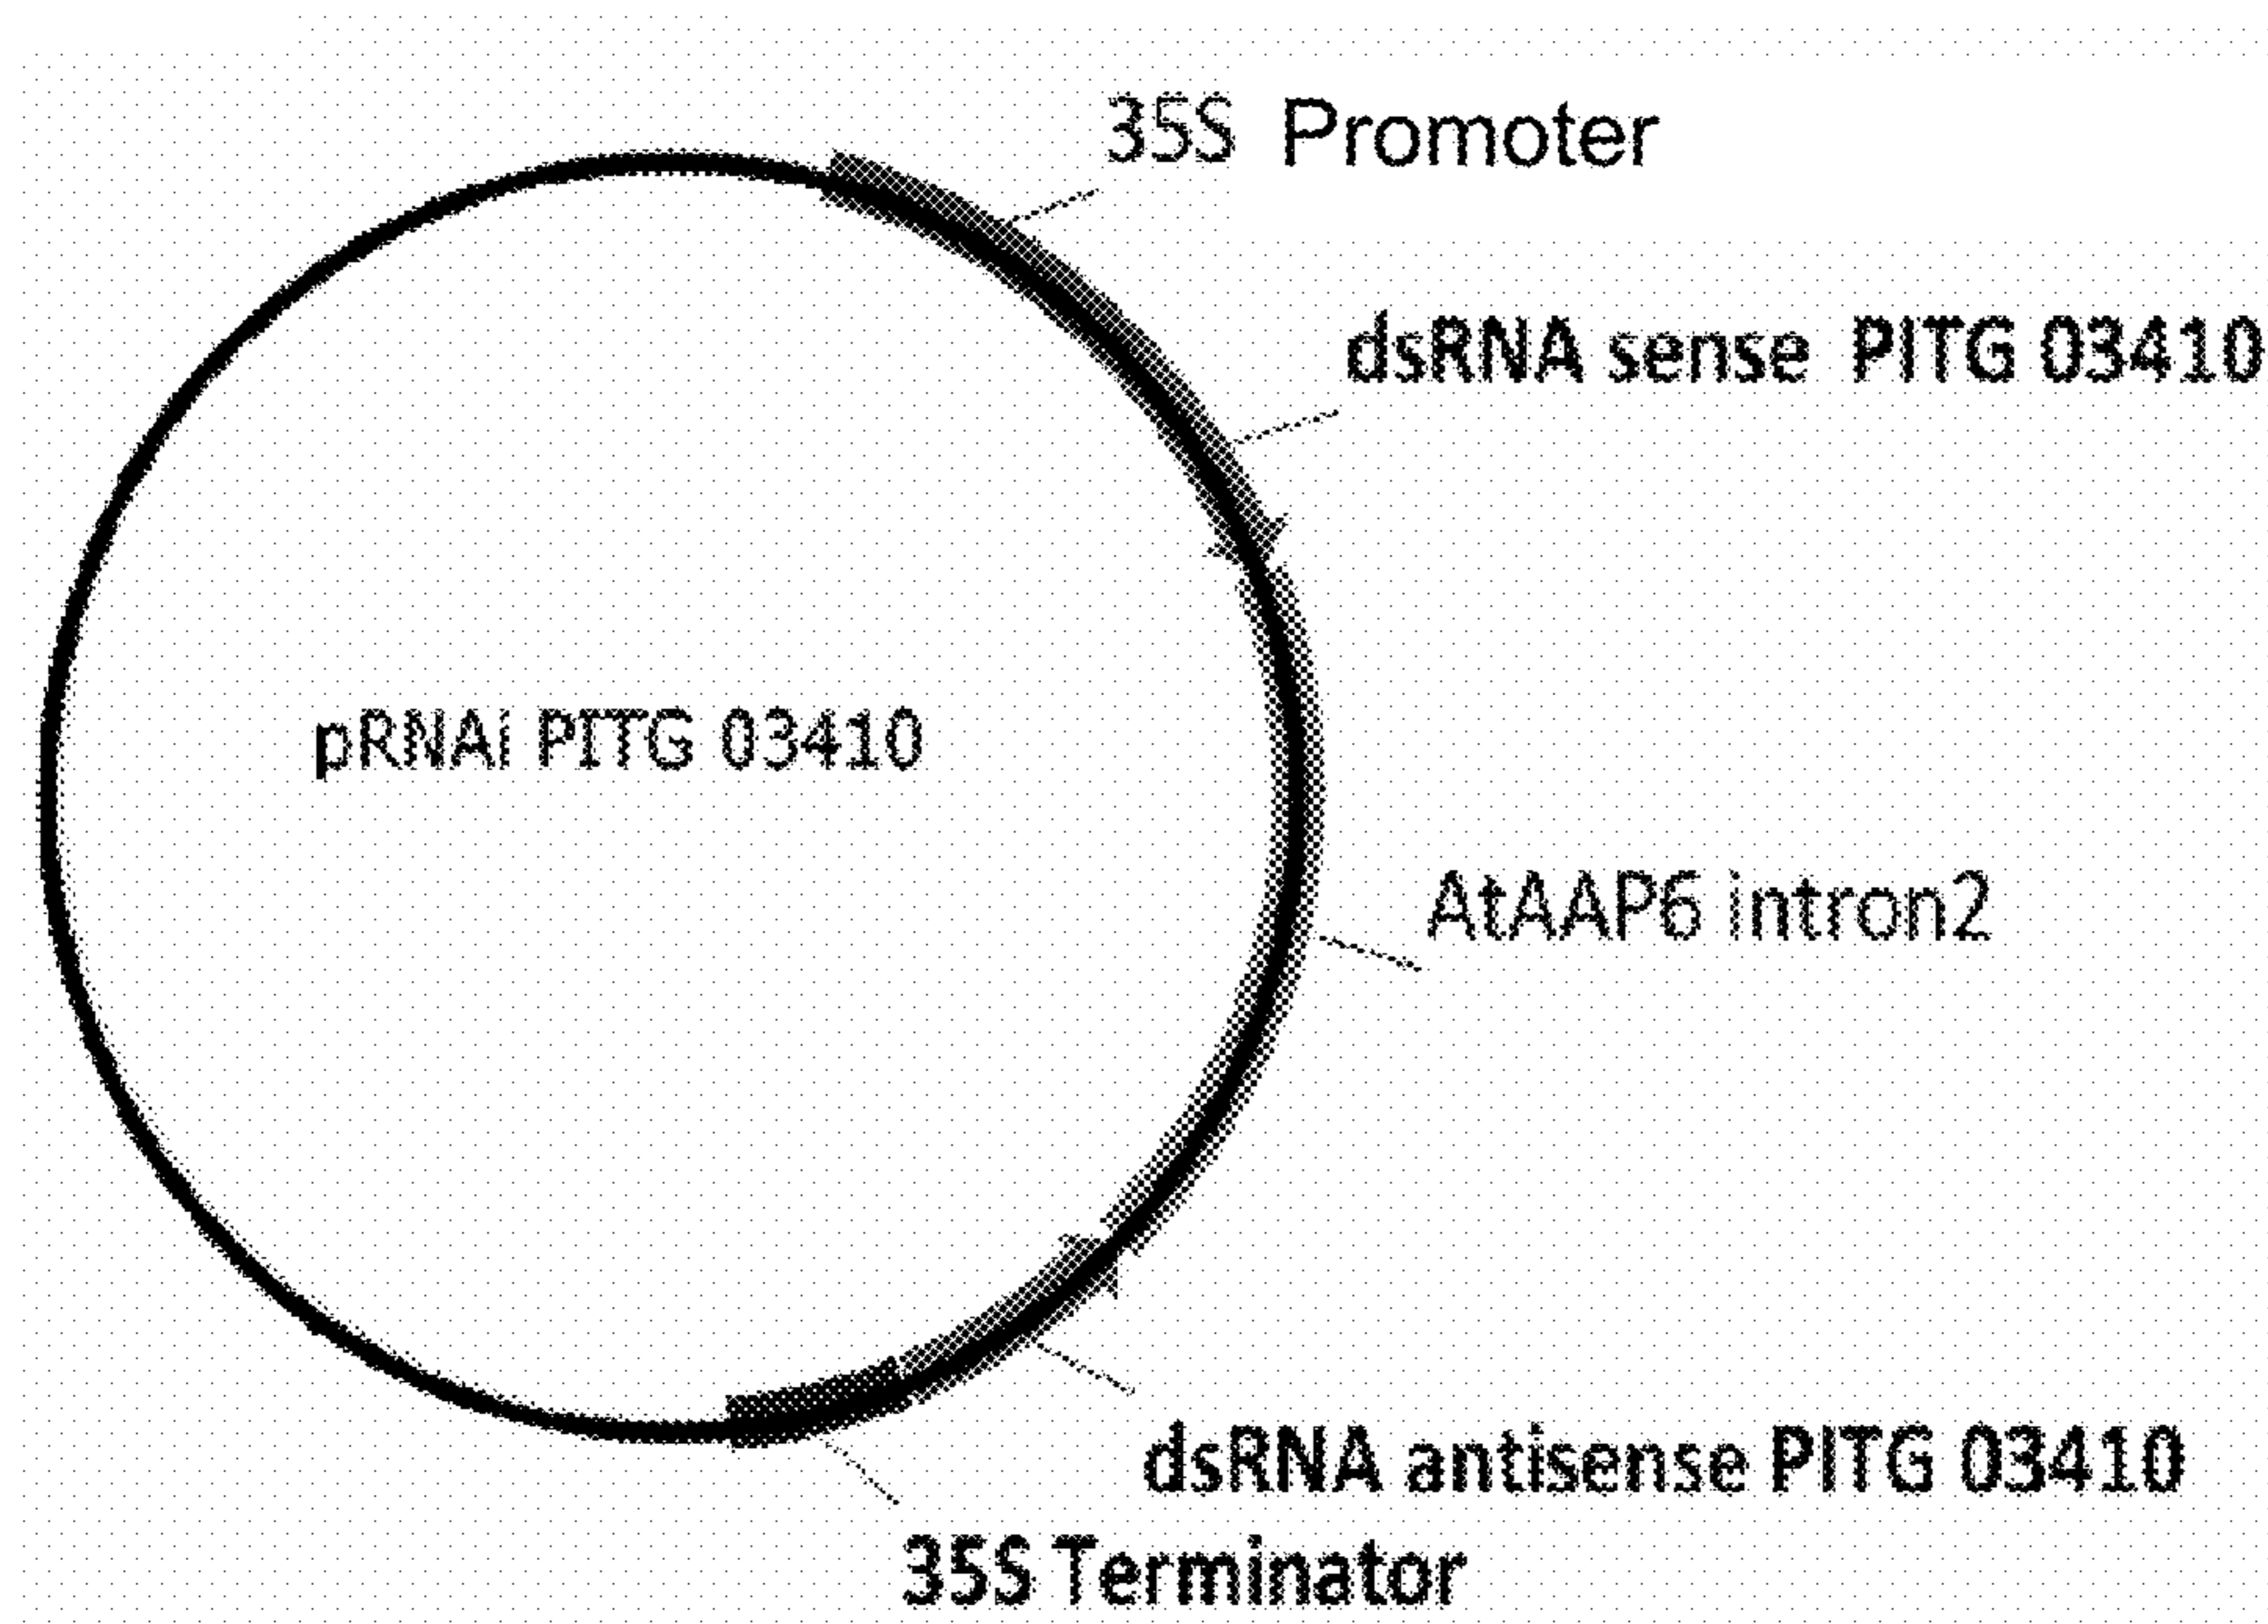 35S Promoter
dsRNA sense PITG 03410
pRNAi PITG 03410
AtAAP6 intron2
dsRNA antisense PITG 03410
35S Terminator